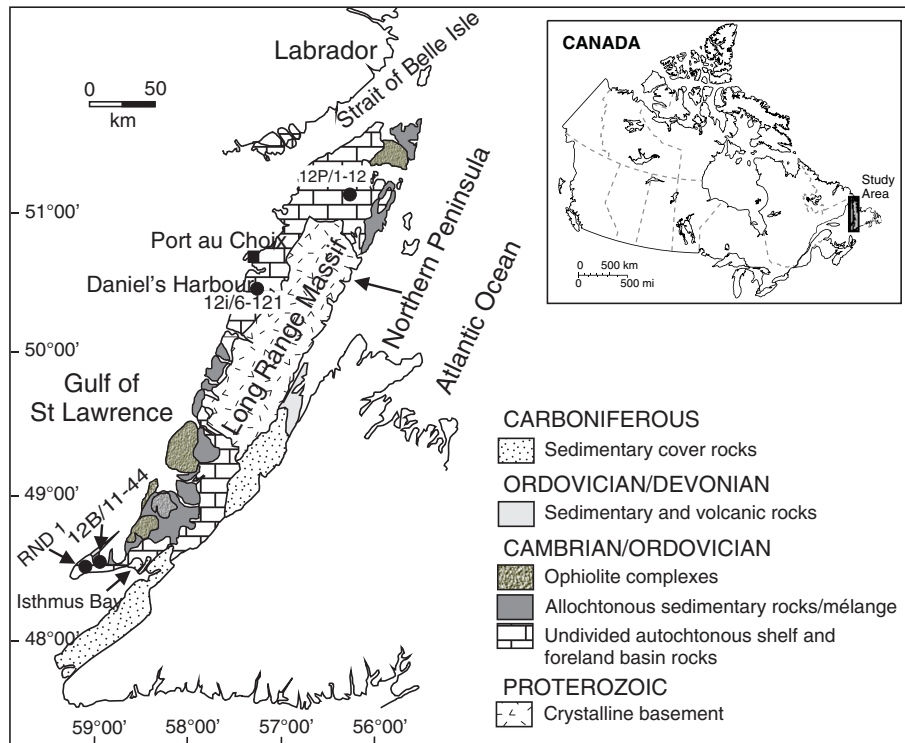 Labrador
Strait of Belle Isle
0 50
km
12P/1-12
51°00'
Port au Choix
Daniel's Harbour
12i/6-121
Northern Peninsula
Long Range Massif
Atlantic Ocean
50°00'
Gulf of
St Lawrence
49°00'
RND 1
12B/11-44
Isthmus Bay
48°00'
59°00' 58°00' 57°00' 56°00'
CANADA
Study
Area
0 500 km
0 500 mi
CARBONIFEROUS
Sedimentary cover rocks
ORDOVICIAN/DEVONIAN
Sedimentary and volcanic rocks
CAMBRIAN/ORDOVICIAN
Ophiolite complexes
Allochtonous sedimentary rocks/mélange
Undivided autochtonous shelf and
foreland basin rocks
PROTEROZOIC
Crystalline basement